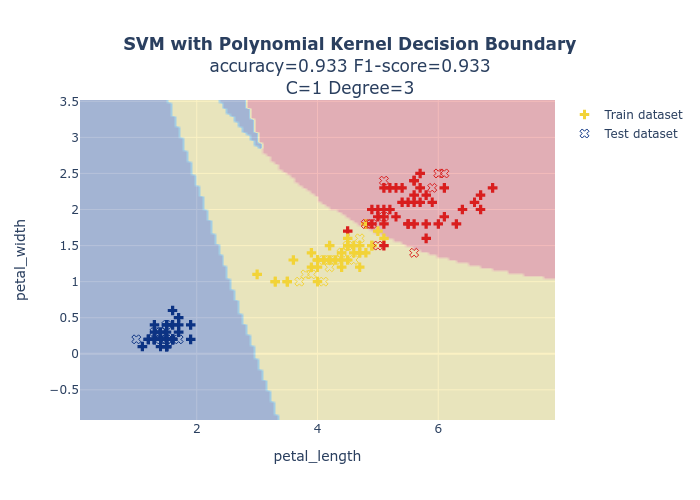 SVM with Polynomial Kernel Decision Boundary
accuracy=0.933 F1-score=0.933
C=1 Degree=3
Train dataset
Test dataset
petal_width
3.5
3
2.5
2
1.5
1
0.5
0
−0.5
2 4 6
petal_length